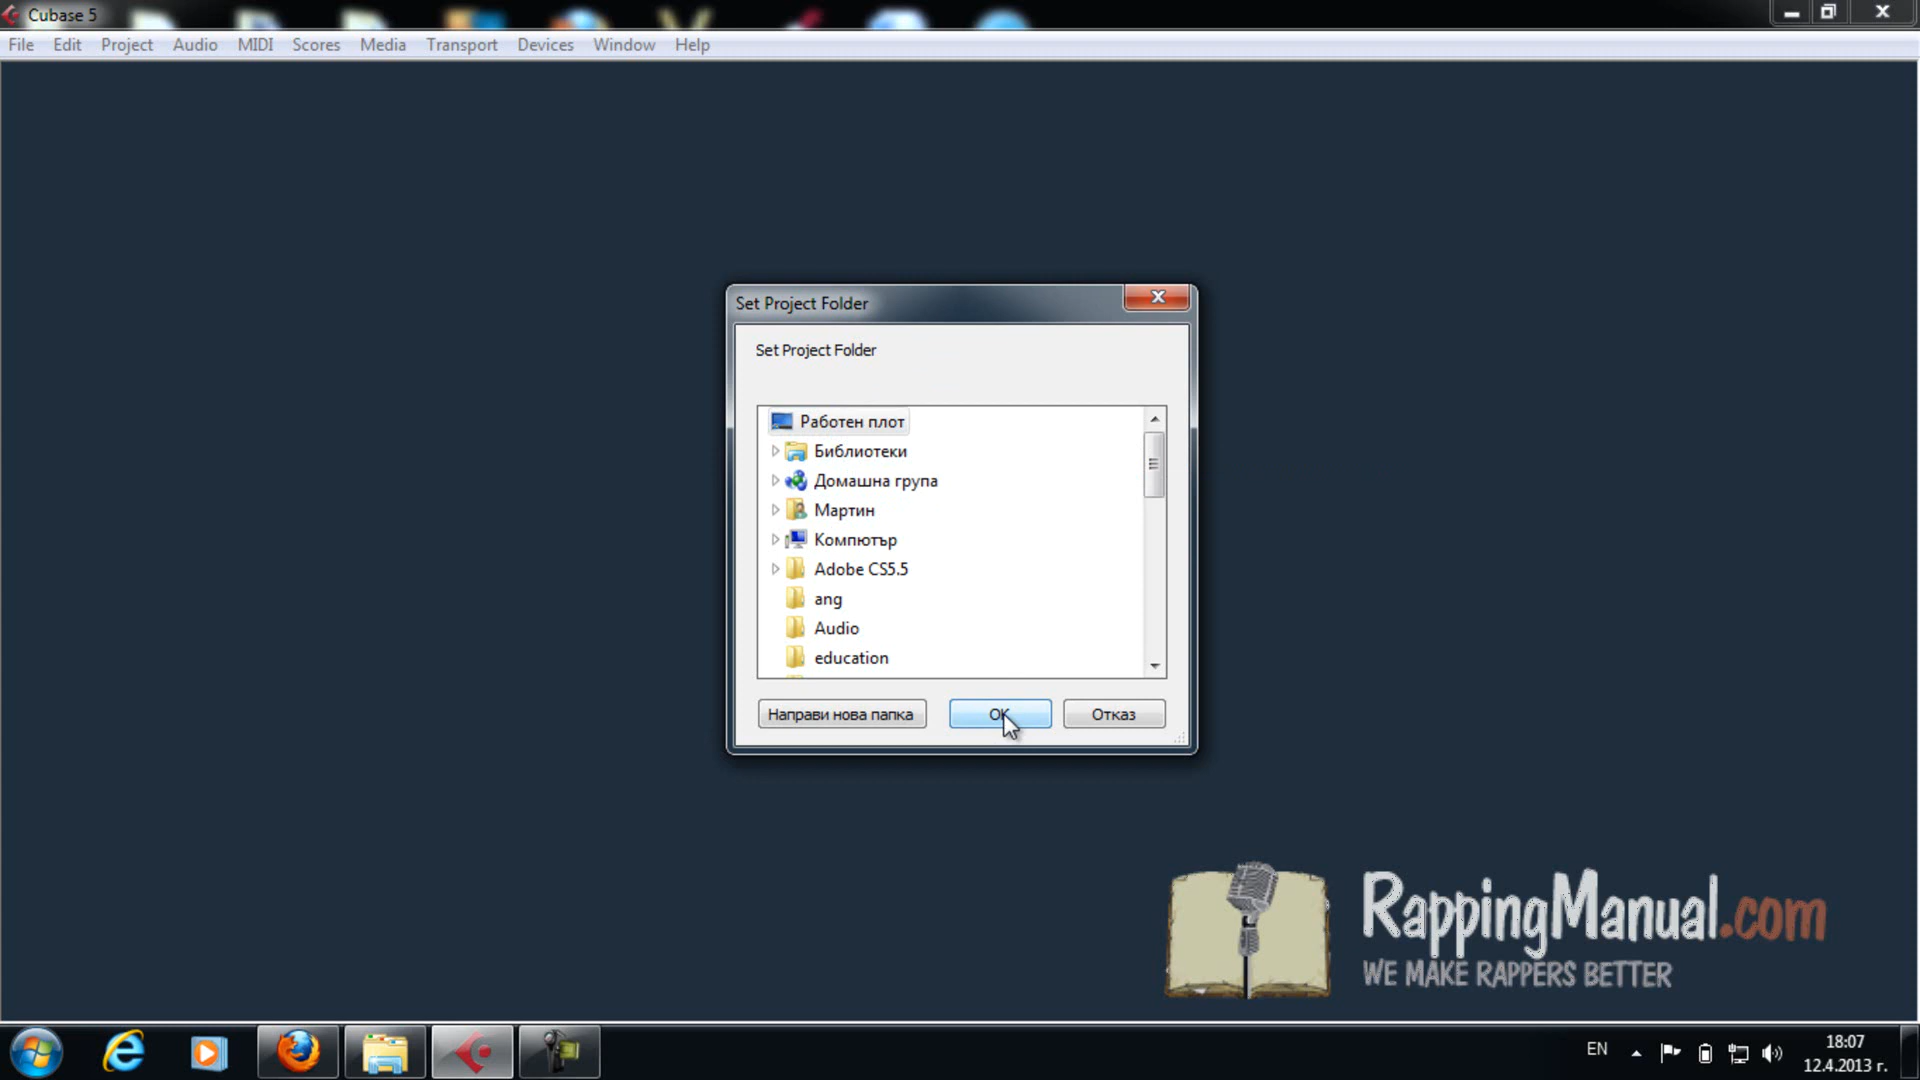 Cubase 5
File Edit Project Audio MIDI Scores Media Transport Devices Window Help
Set Project Folder
Set Project Folder
Работен плот
Библиотеки
Домашна група
Мартин
Компютър
Adobe CS5.5
ang
Audio
education
Направи нова папка OK Отказ
RappingManual.com
WE MAKE RAPPERS BETTER
EN 18:07
12.4.2013 г.